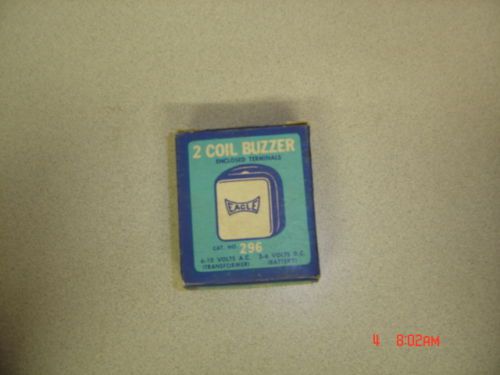 2 COIL BUZZER
ENCLOSED TERMINALS
EAGLE
CAT. NO. 296
6-10 VOLTS A.C. 3-6 VOLTS D.C.
(TRANSFORMER) (BATTERY)
4 8:02AM